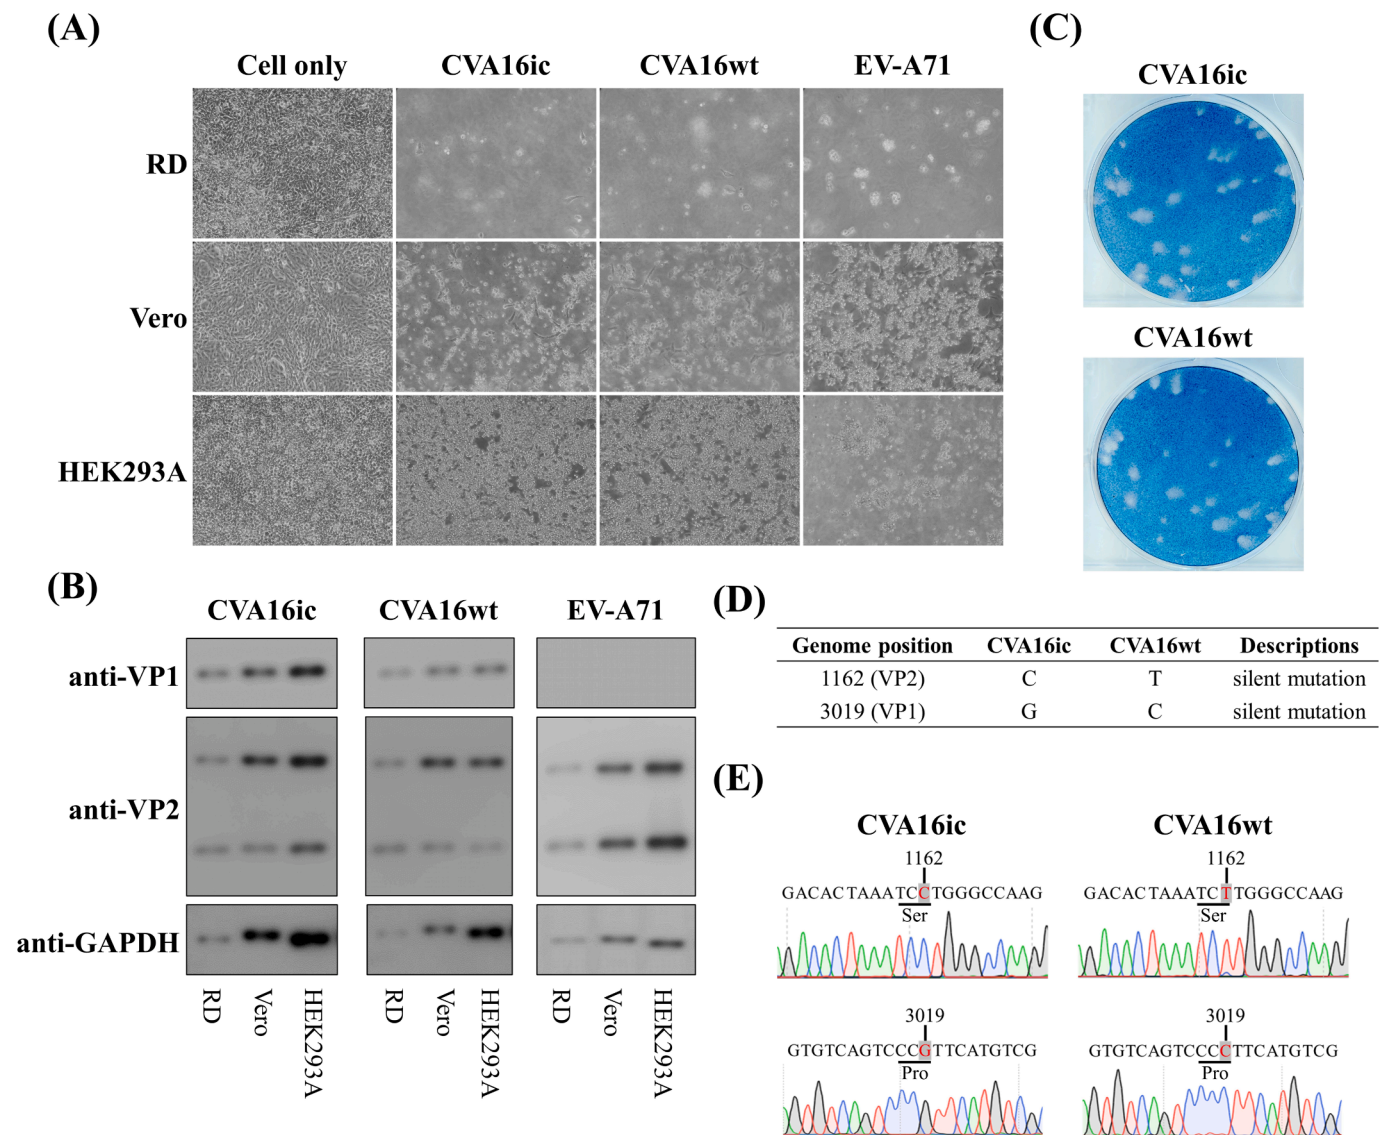 (A)
Cell only CVA16ic CVA16wt EV-A71
RD
Vero
HEK293A
(B)
CVA16ic CVA16wt EV-A71
anti-VP1
anti-VP2
anti-GAPDH
RD Vero HEK293A RD Vero HEK293A RD Vero HEK293A
(C)
CVA16ic
CVA16wt
(D)
Genome position CVA16ic CVA16wt Descriptions
1162 (VP2) C T silent mutation
3019 (VP1) G C silent mutation
(E)
CVA16ic CVA16wt
1162 1162
GACACTAAATCCTGGGCCAAG GACACTAAATCTTGGGCCAAG
Ser Ser
3019 3019
GTGTCAGTCCCGTTCATGTCG GTGTCAGTCCCCTTCATGTCG
Pro Pro